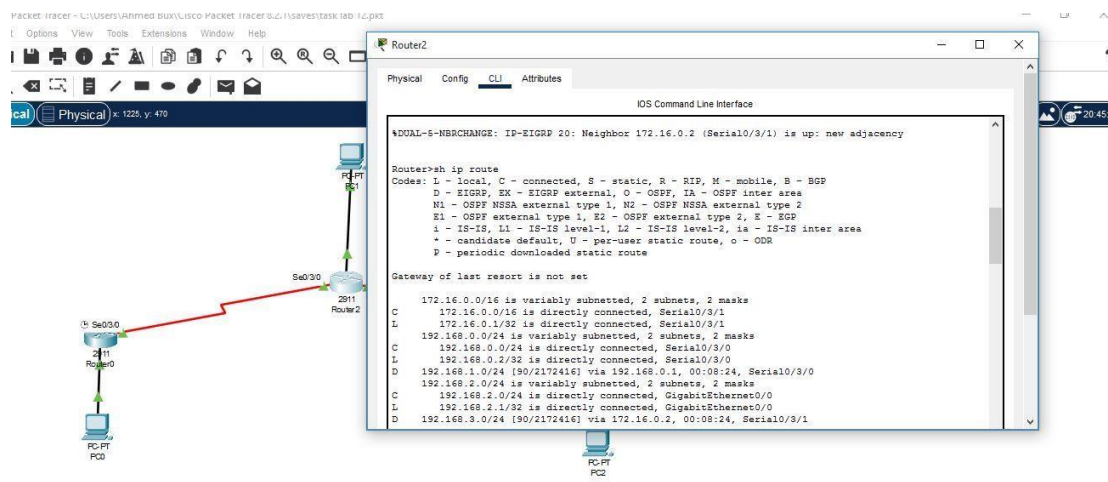 Packet Tracer - C:\Users\Ahmed Bux\Cisco Packet Tracer 8.2.1\saves\task lab 12.pkt
Options View Tools Extensions Window Help
Physical x: 1225, y: 470
20:45
PC-PT
PC1
Se0/3/0
2911
Router2
Se0/3/0
2911
Router0
PC-PT
PC0
PC-PT
PC2
Router2
Physical Config CLI Attributes
IOS Command Line Interface
%DUAL-5-NBRCHANGE: IP-EIGRP 20: Neighbor 172.16.0.2 (Serial0/3/1) is up: new adjacency
Router>sh ip route
Codes: L - local, C - connected, S - static, R - RIP, M - mobile, B - BGP
D - EIGRP, EX - EIGRP external, O - OSPF, IA - OSPF inter area
N1 - OSPF NSSA external type 1, N2 - OSPF NSSA external type 2
E1 - OSPF external type 1, E2 - OSPF external type 2, E - EGP
i - IS-IS, L1 - IS-IS level-1, L2 - IS-IS level-2, ia - IS-IS inter area
* - candidate default, U - per-user static route, o - ODR
P - periodic downloaded static route
Gateway of last resort is not set
172.16.0.0/16 is variably subnetted, 2 subnets, 2 masks
C 172.16.0.0/16 is directly connected, Serial0/3/1
L 172.16.0.1/32 is directly connected, Serial0/3/1
192.168.0.0/24 is variably subnetted, 2 subnets, 2 masks
C 192.168.0.0/24 is directly connected, Serial0/3/0
L 192.168.0.2/32 is directly connected, Serial0/3/0
D 192.168.1.0/24 [90/2172416] via 192.168.0.1, 00:08:24, Serial0/3/0
192.168.2.0/24 is variably subnetted, 2 subnets, 2 masks
C 192.168.2.0/24 is directly connected, GigabitEthernet0/0
L 192.168.2.1/32 is directly connected, GigabitEthernet0/0
D 192.168.3.0/24 [90/2172416] via 172.16.0.2, 00:08:24, Serial0/3/1